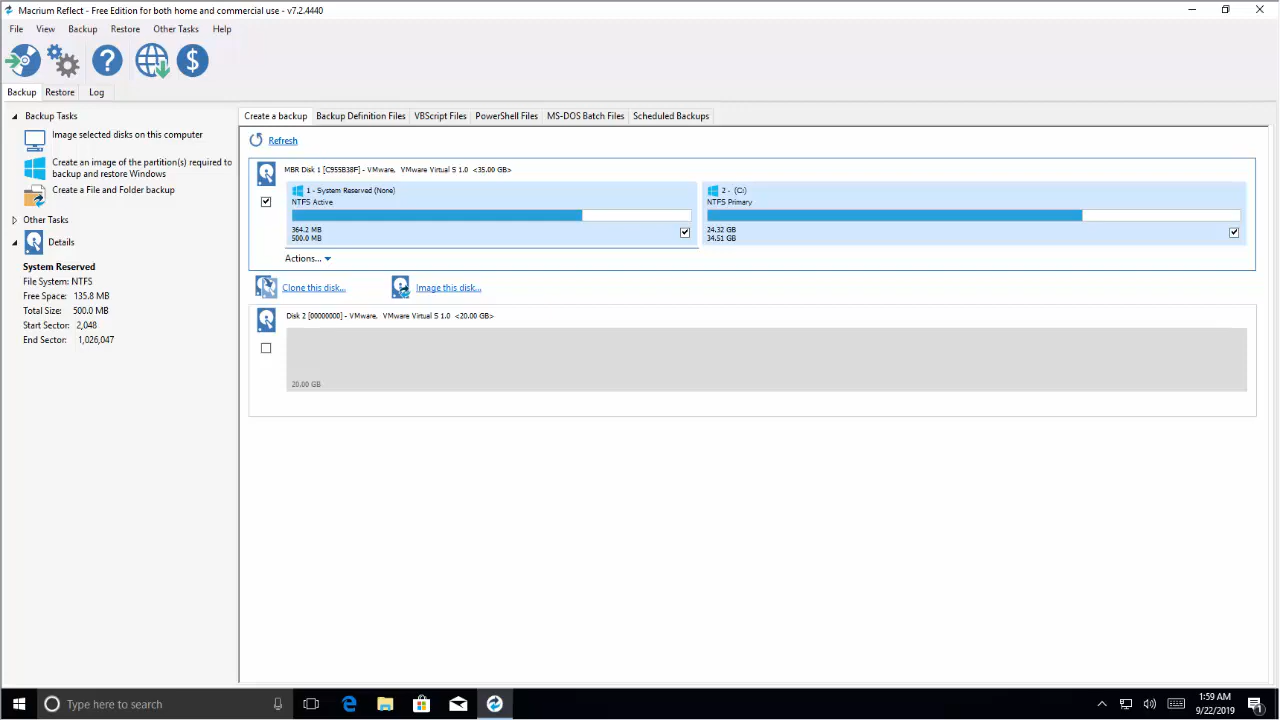 Macrium Reflect - Free Edition for both home and commercial use - v7.2.4440
File View Backup Restore Other Tasks Help
Backup Restore Log
Backup Tasks
Image selected disks on this computer
Create an image of the partition(s) required to
backup and restore Windows
Create a File and Folder backup
Other Tasks
Details
System Reserved
File System: NTFS
Free Space: 135.8 MB
Total Size: 500.0 MB
Start Sector: 2,048
End Sector: 1,026,047
Create a backup Backup Definition Files VBScript Files PowerShell Files MS-DOS Batch Files Scheduled Backups
Refresh
MBR Disk 1 [C955B38F] - VMware, VMware Virtual S 1.0 <35.00 GB>
1 - System Reserved (None)
NTFS Active
364.2 MB
500.0 MB
2 - (C:)
NTFS Primary
24.32 GB
34.51 GB
Actions...
Clone this disk... Image this disk...
Disk 2 [00000000] - VMware, VMware Virtual S 1.0 <20.00 GB>
20.00 GB
Type here to search
1:59 AM
9/22/2019
1